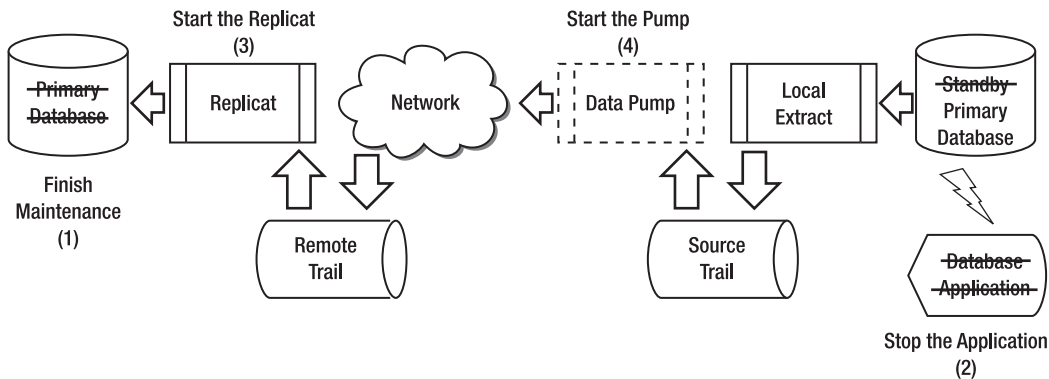 Start the Replicat
(3)
Start the Pump
(4)
Primary
Database
Replicat
Network
Data Pump
Local
Extract
Standby
Primary
Database
Finish
Maintenance
(1)
Remote
Trail
Source
Trail
Database
Application
Stop the Application
(2)